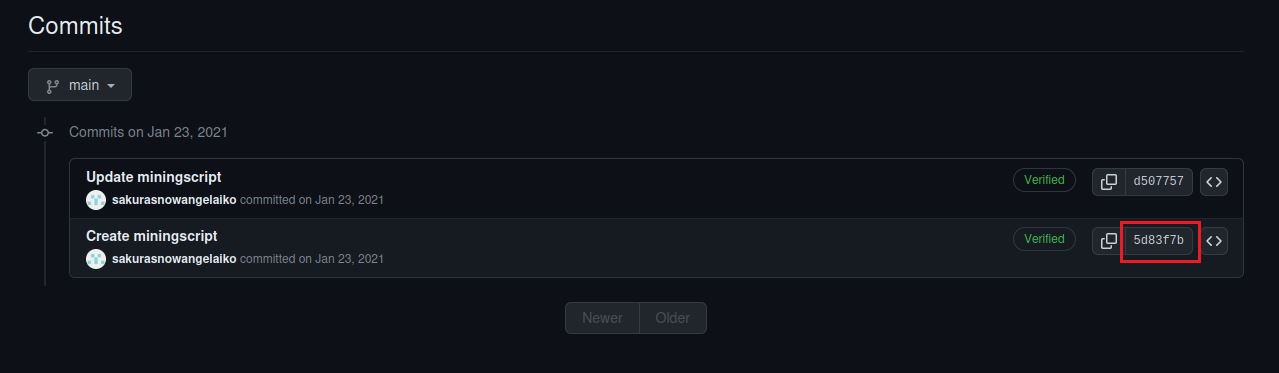 Commits
main
Commits on Jan 23, 2021
Update miningscript
Verified
d507757
sakurasnowangelaiko committed on Jan 23, 2021
Create miningscript
Verified
5d83f7b
sakurasnowangelaiko committed on Jan 23, 2021
Newer Older